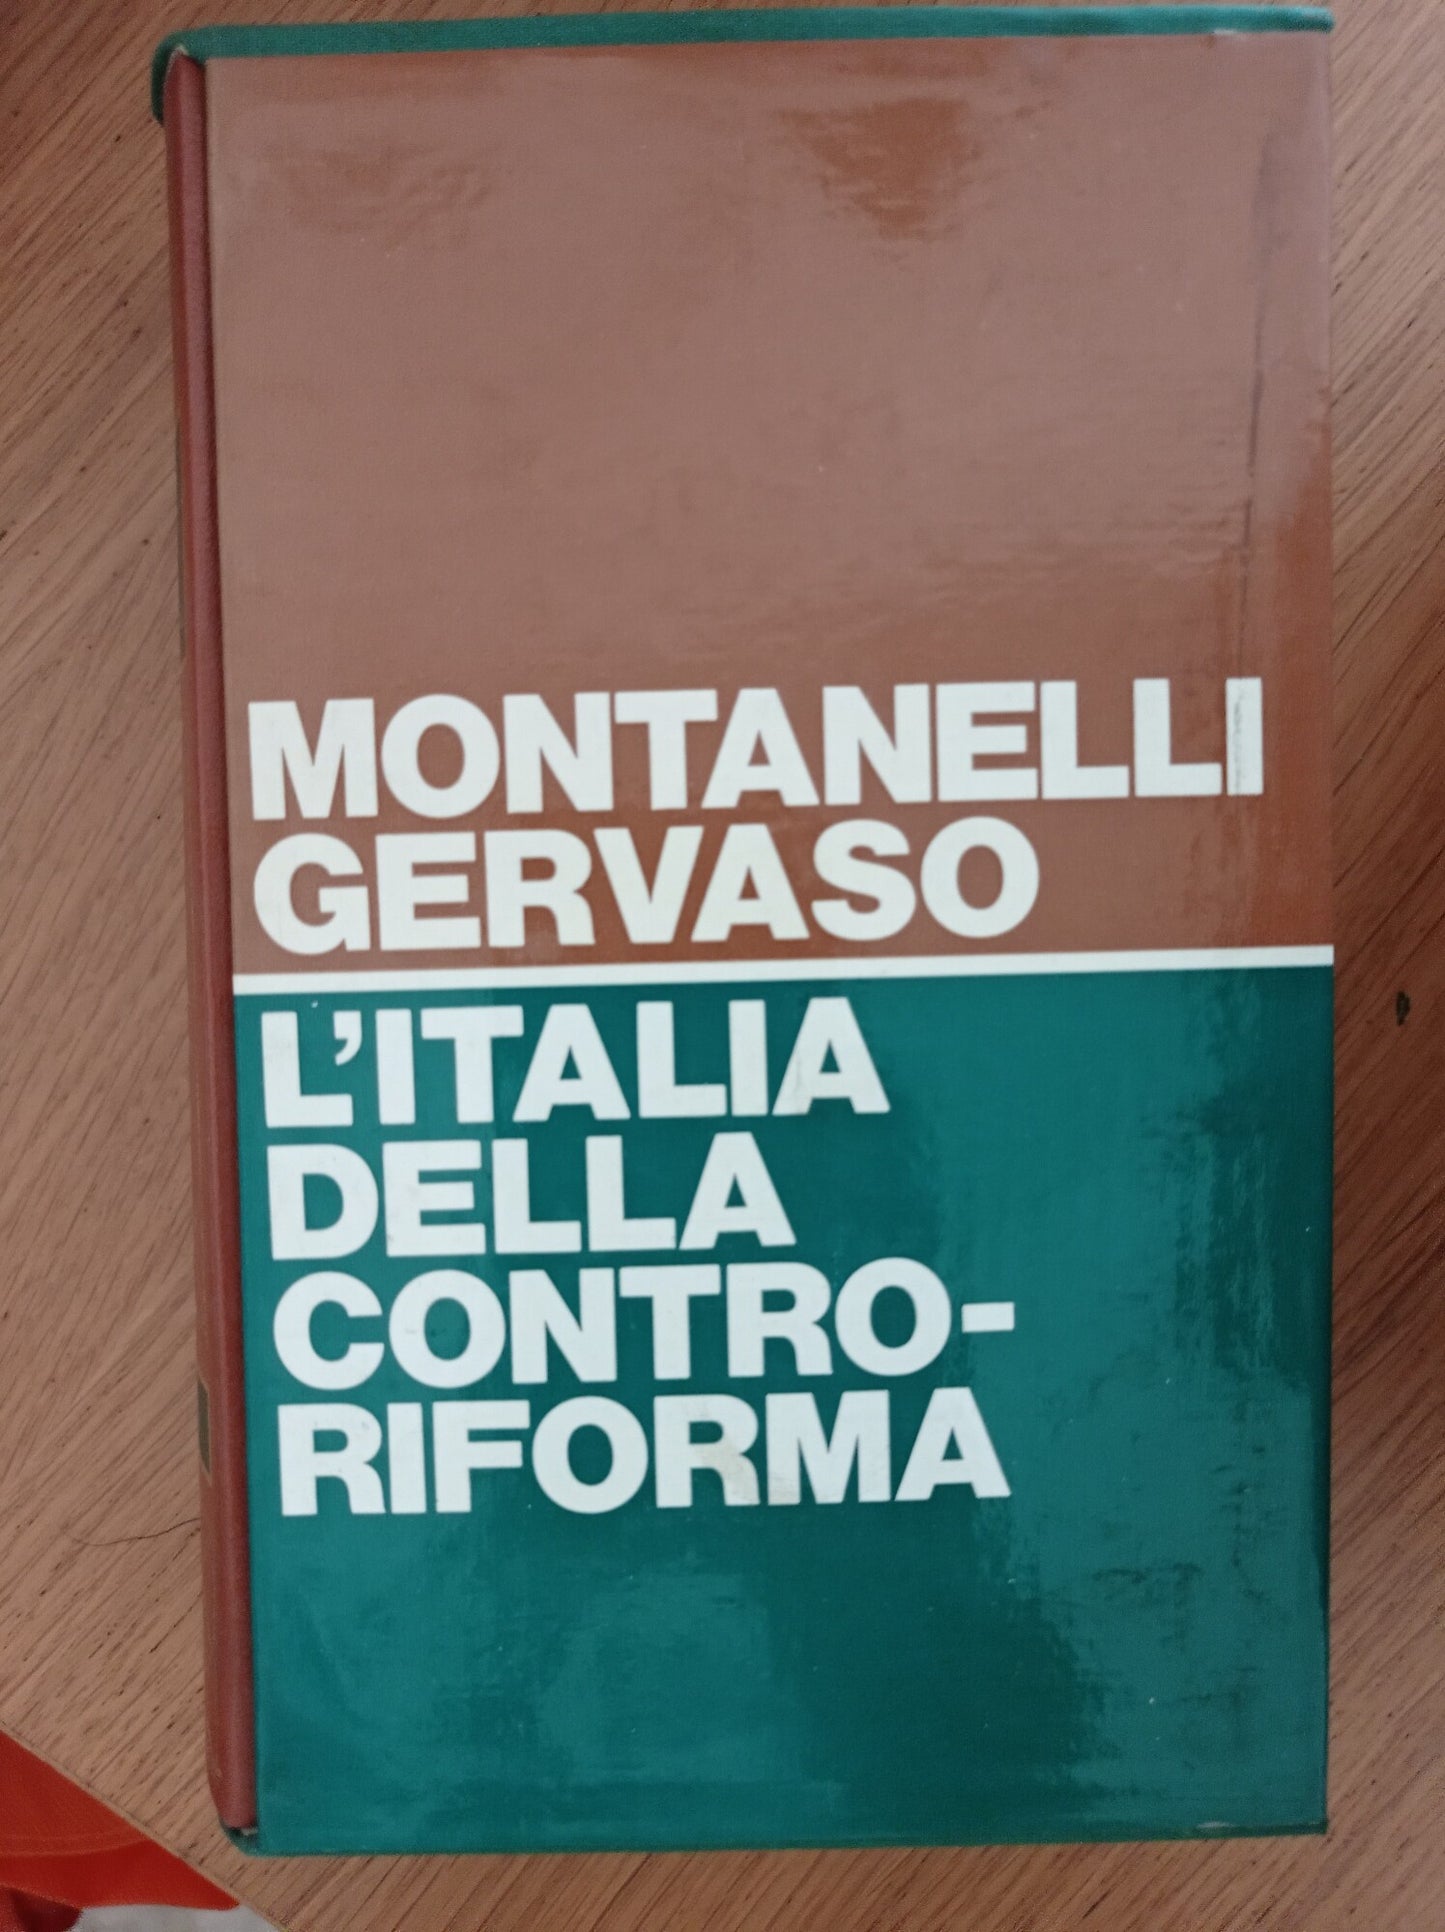 MONTANELLI
GERVASO
L'ITALIA
DELLA
CONTRO-
RIFORMA